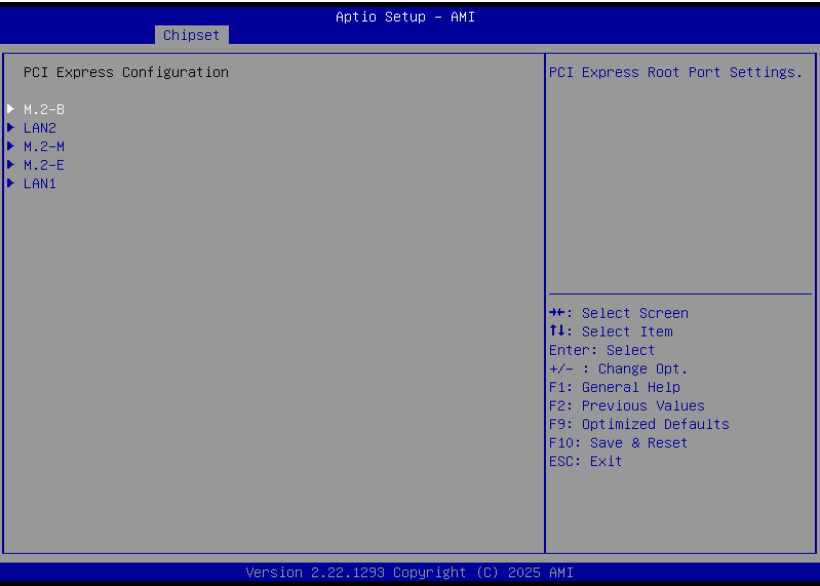 Aptio Setup – AMI
Chipset
PCI Express Configuration
▶ M.2-B
▶ LAN2
▶ M.2-M
▶ M.2-E
▶ LAN1
PCI Express Root Port Settings.
→←: Select Screen
↑↓: Select Item
Enter: Select
+/- : Change Opt.
F1: General Help
F2: Previous Values
F9: Optimized Defaults
F10: Save & Reset
ESC: Exit
Version 2.22.1293 Copyright (C) 2025 AMI